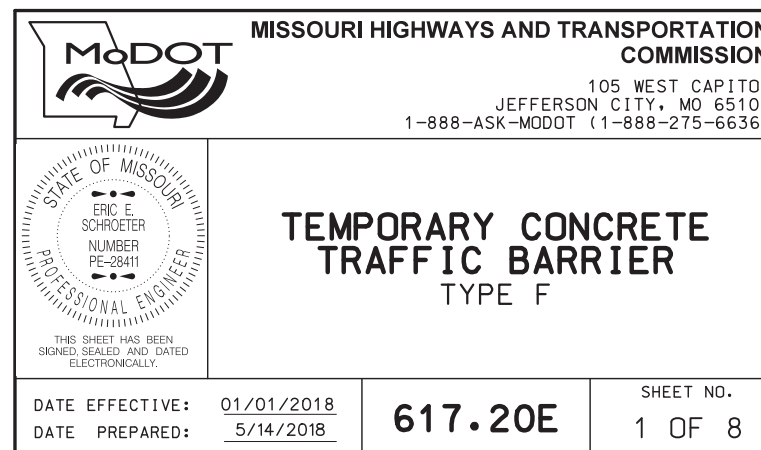 MoDOT
MISSOURI HIGHWAYS AND TRANSPORTATION
COMMISSION
105 WEST CAPITO
JEFFERSON CITY, MO 6510
1-888-ASK-MODOT (1-888-275-6636
STATE OF MISSOURI
ERIC E.
SCHROETER
NUMBER
PE-28411
PROFESSIONAL ENGINEER
THIS SHEET HAS BEEN
SIGNED, SEALED AND DATED
ELECTRONICALLY.
TEMPORARY CONCRETE
TRAFFIC BARRIER
TYPE F
DATE EFFECTIVE: 01/01/2018
DATE PREPARED: 5/14/2018
617.20E
SHEET NO.
1 OF 8